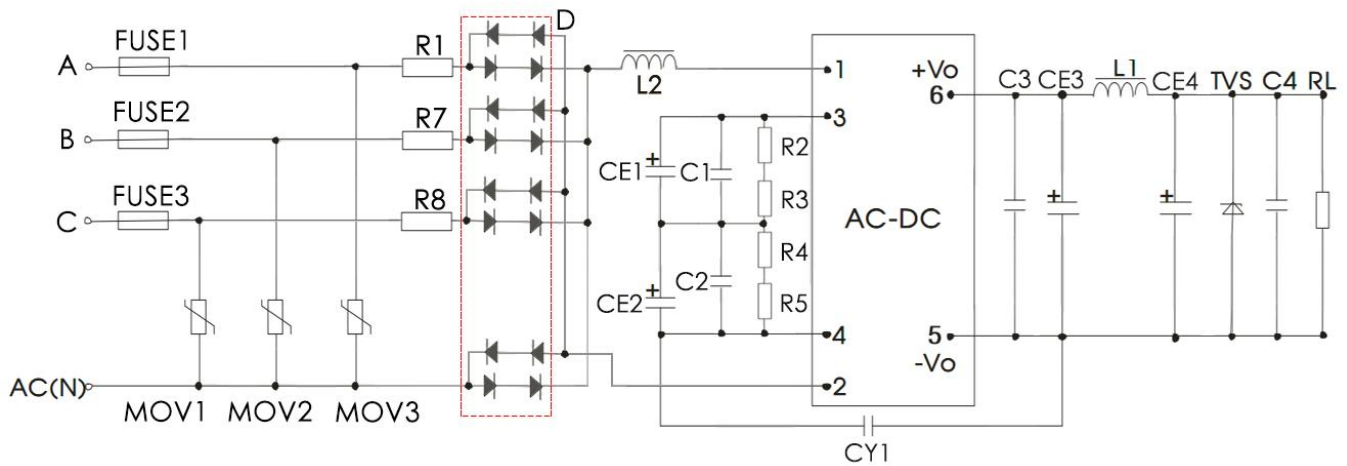 FUSE1
A
R1
D
FUSE2
B
R7
FUSE3
C
R8
AC(N)
MOV1 MOV2 MOV3
L2
1
3
CE1
C1
R2
R3
R4
CE2
C2
R5
4
2
AC-DC
+Vo
6
5
-Vo
C3 CE3 L1 CE4 TVS C4 RL
+
+
+
+
CY1